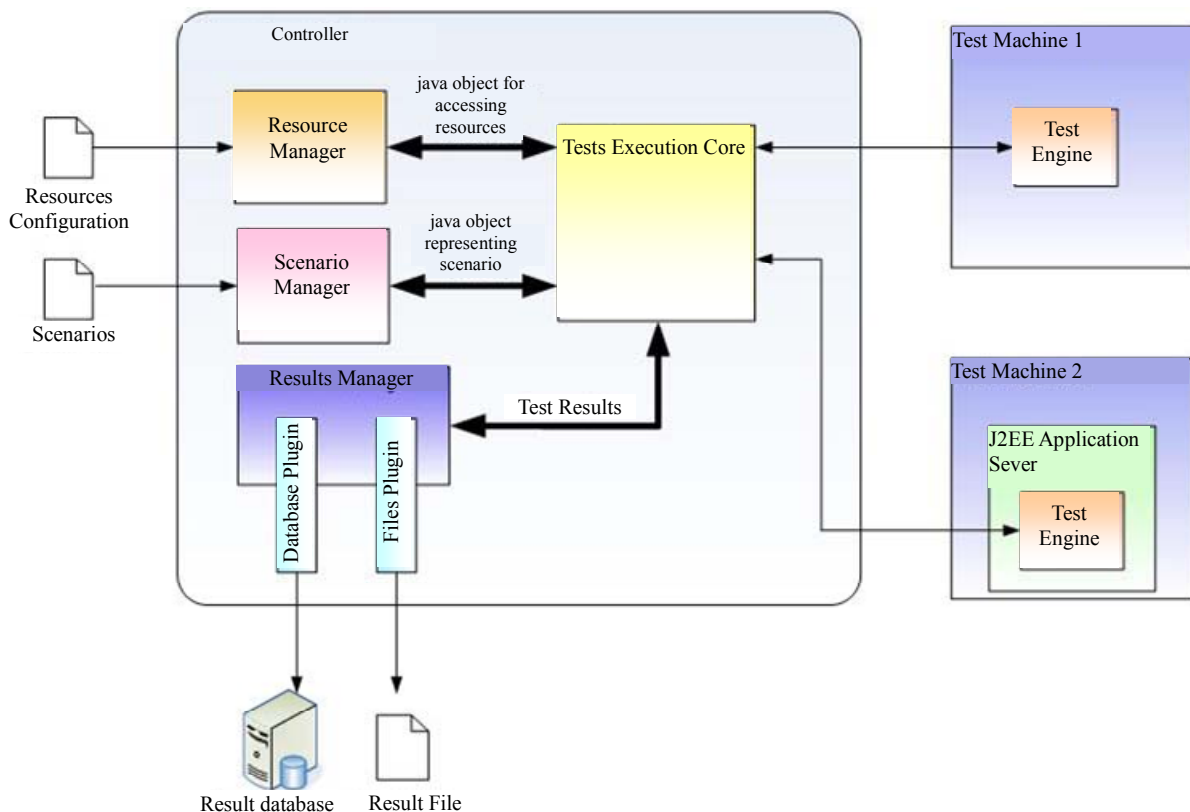 Controller
Test Machine 1
java object for
accessing
resources
Resource
Manager
Tests Execution Core
Test
Engine
Resources
Configuration
java object
representing
scenario
Scenario
Manager
Scenarios
Results Manager
Test Results
Test Machine 2
J2EE Application
Sever
Test
Engine
Database Plugin
Files Plugin
Result database
Result File